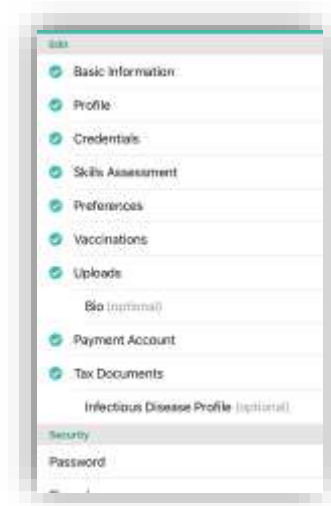 Edit
Basic Information
Profile
Credentials
Skills Assessment
Preferences
Vaccinations
Uploads
Bio (optional)
Payment Account
Tax Documents
Infectious Disease Profile (optional)
Security
Password